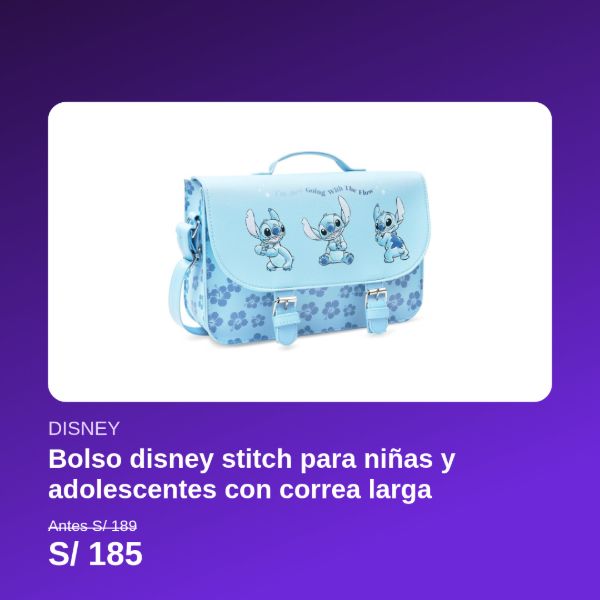 Going With The Flow
DISNEY
Bolso disney stitch para niñas y
adolescentes con correa larga
Antes S/ 189
S/ 185